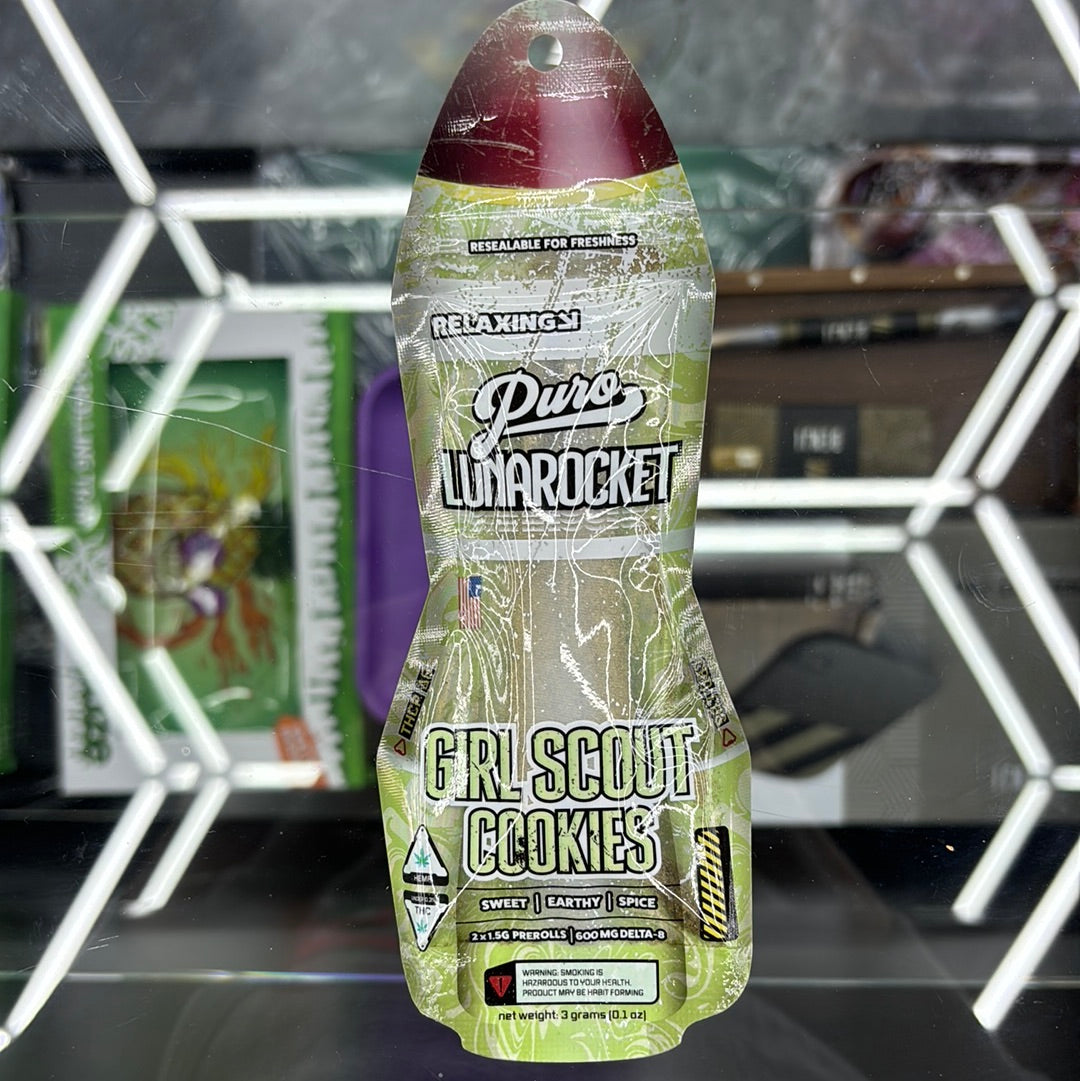 RESEALABLE FOR FRESHNESS
RELAXING
Puro
LUNAROCKET
GIRL SCOUT
COOKIES
HEMP
THC
SWEET | EARTHY | SPICE
2 x 1.5G PREROLLS | 600 MG DELTA-8
WARNING: SMOKING IS
HAZARDOUS TO YOUR HEALTH.
PRODUCT MAY BE HABIT FORMING
net weight: 3 grams (0.1 oz)